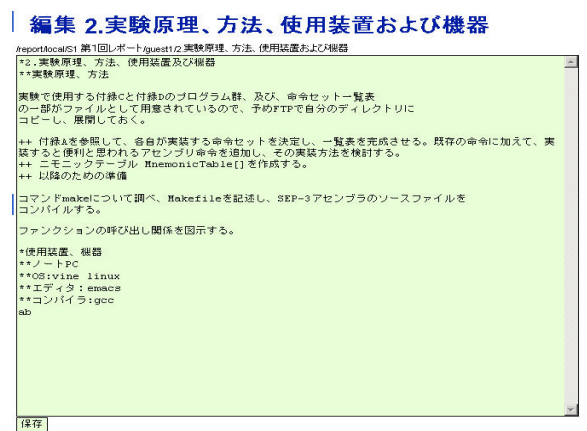 編集 2.実験原理、方法、使用装置および機器
/report/local/S1 第1回レポート/guest1/2 実験原理、方法、使用装置および機器
*2.実験原理、方法、使用装置及び機器
**実験原理、方法
実験で使用する付録Cと付録Dのプログラム群、及び、命令セット一覧表
の一部がファイルとして用意されているので、予めFTPで自分のディレクトリに
コピーし、展開しておく。
++ 付録Aを参照して、各自が実装する命令セットを決定し、一覧表を完成させる。既存の命令に加えて、実
装すると便利と思われるアセンブリ命令を追加し、その実装方法を検討する。
++ ニモニックテーブル MnemonicTable[]を作成する。
++ 以降のための準備
コマンドmakeについて調べ、Makefileを記述し、SEP-3アセンブラのソースファイルを
コンパイルする。
ファンクションの呼び出し関係を図示する。
*使用装置、機器
**ノートPC
**OS:vine linux
**エディタ：emacs
**コンパイラ:gcc
ab
保存